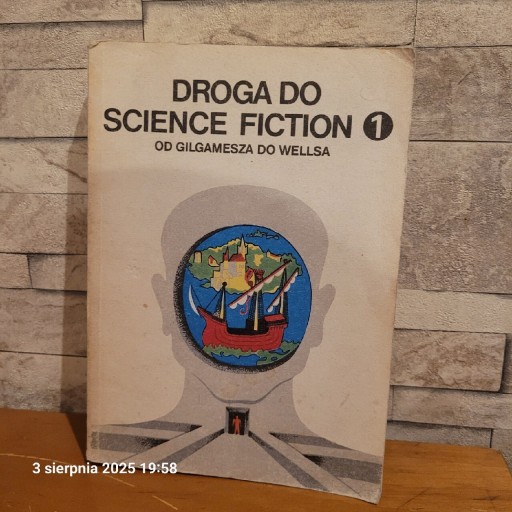 DROGA DO
SCIENCE FICTION 1
OD GILGAMESZA DO WELLSA
3 sierpnia 2025 19:58